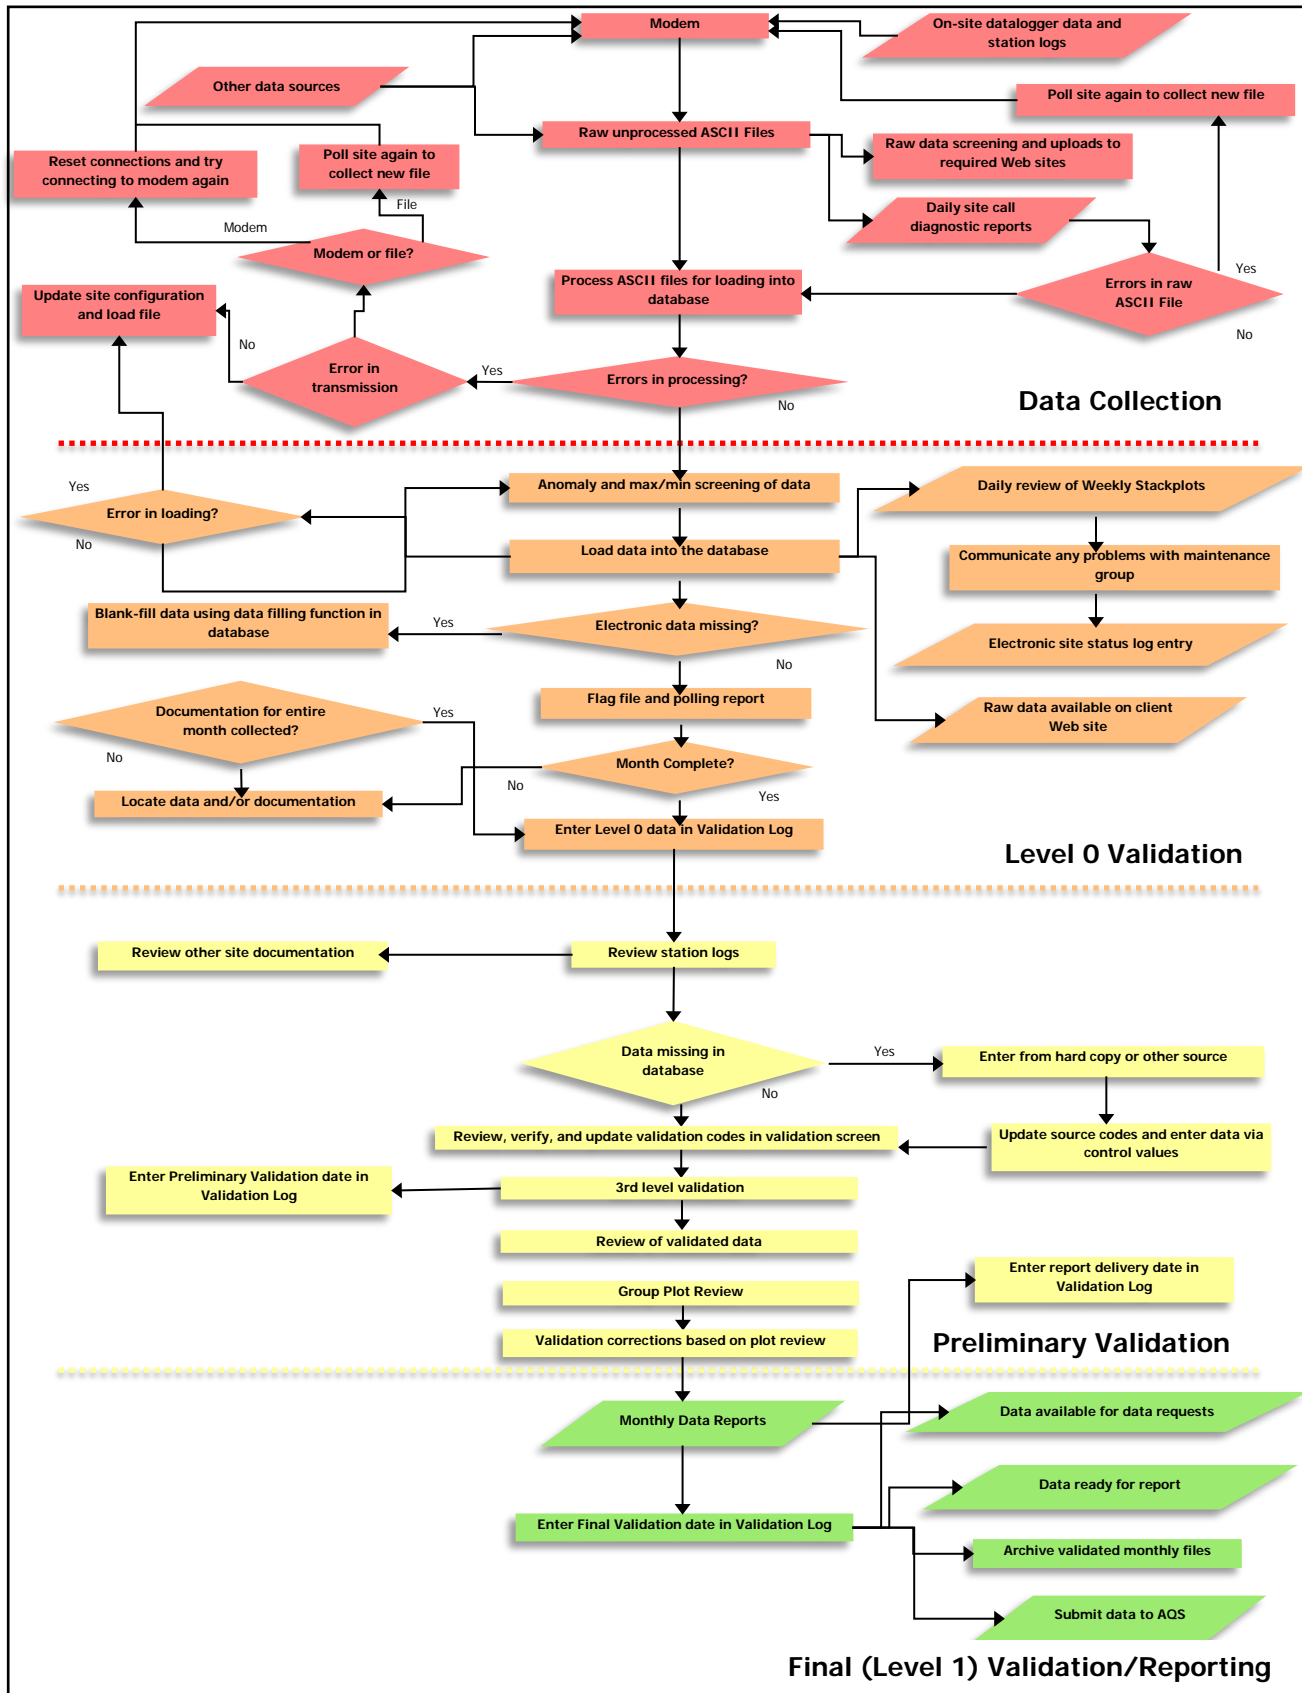 Modem
On-site datalogger data and
station logs
Other data sources
Poll site again to collect new file
Raw unprocessed ASCII Files
Raw data screening and uploads to
required Web sites
Reset connections and try
connecting to modem again
Poll site again to
collect new file
File
Modem
Daily site call
diagnostic reports
Modem or file?
Yes
Errors in raw
ASCII File
No
Process ASCII files for loading into
database
Update site configuration
and load file
No
Error in
transmission
Yes
Errors in processing?
No
Data Collection
Yes
Error in loading?
No
Anomaly and max/min screening of data
Daily review of Weekly Stackplots
Load data into the database
Communicate any problems with maintenance
group
Blank-fill data using data filling function in
database
Yes
Electronic data missing?
No
Electronic site status log entry
Flag file and polling report
Raw data available on client
Web site
Documentation for entire
month collected?
Yes
No
Month Complete?
No
Yes
Locate data and/or documentation
Enter Level 0 data in Validation Log
Level 0 Validation
Review other site documentation
Review station logs
Data missing in
database
Yes
No
Enter from hard copy or other source
Review, verify, and update validation codes in validation screen
Update source codes and enter data via
control values
Enter Preliminary Validation date in
Validation Log
3rd level validation
Review of validated data
Enter report delivery date in
Validation Log
Group Plot Review
Validation corrections based on plot review
Preliminary Validation
Monthly Data Reports
Data available for data requests
Data ready for report
Enter Final Validation date in Validation Log
Archive validated monthly files
Submit data to AQS
Final (Level 1) Validation/Reporting